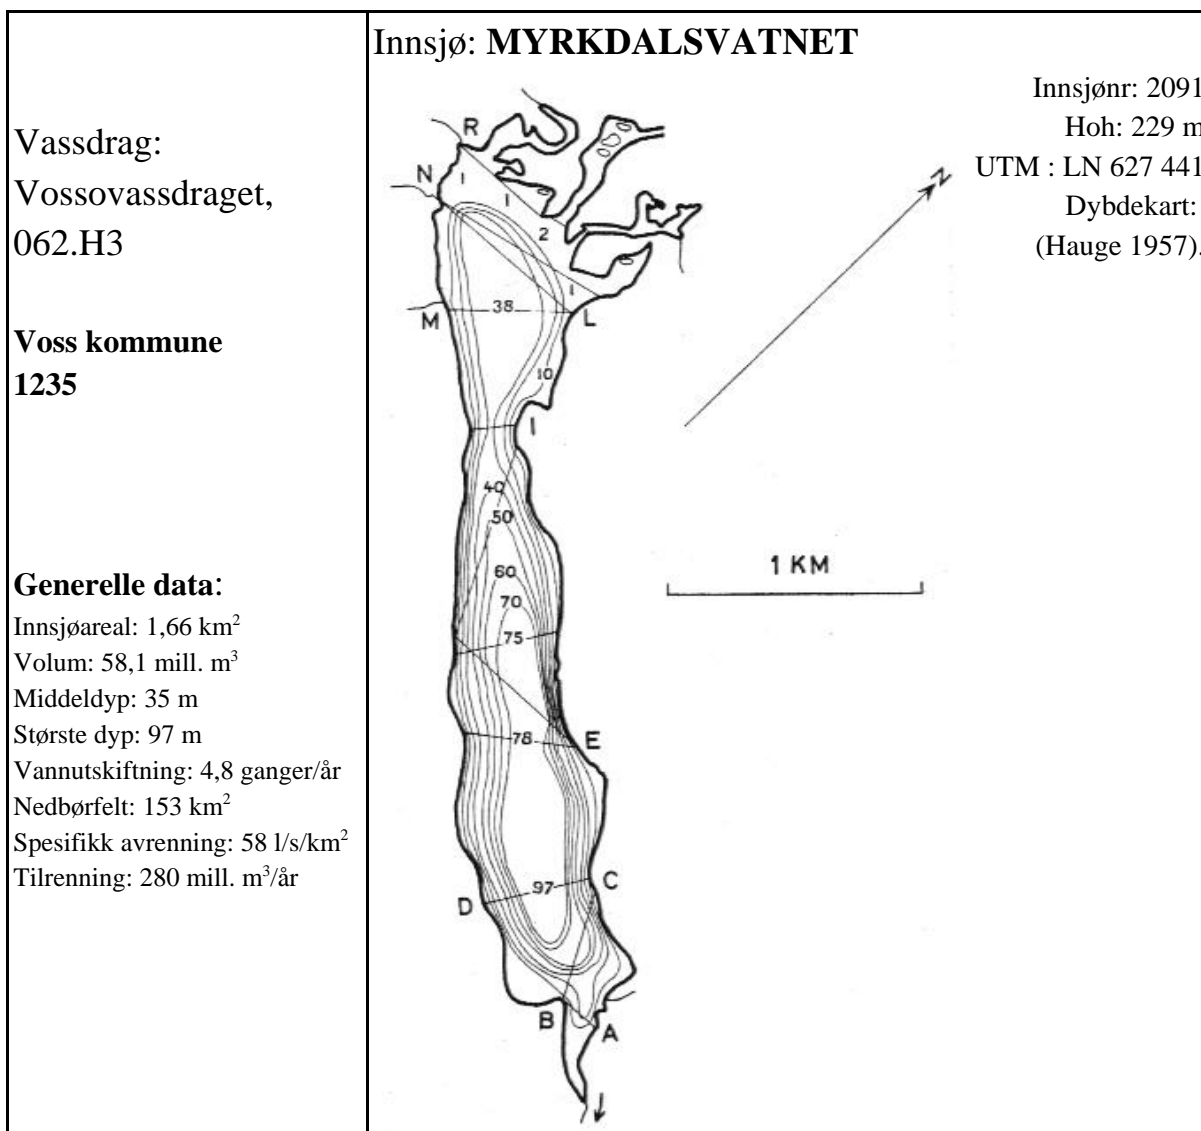 Innsjø: MYRKDALSVATNET
Innsjønr: 2091
Hoh: 229 m
UTM : LN 627 441
Dybdekart:
(Hauge 1957).
Vassdrag:
Vossovassdraget,
062.H3
Voss kommune
1235
Generelle data:
Innsjøareal: 1,66 km²
Volum: 58,1 mill. m³
Middeldyp: 35 m
Største dyp: 97 m
Vannutskiftning: 4,8 ganger/år
Nedbørfelt: 153 km²
Spesifikk avrenning: 58 l/s/km²
Tilrenning: 280 mill. m³/år
R
N
1
1
2
1
N
38
M
L
10
I
40
50
60
70
75
1 KM
78
E
97
C
D
B
A